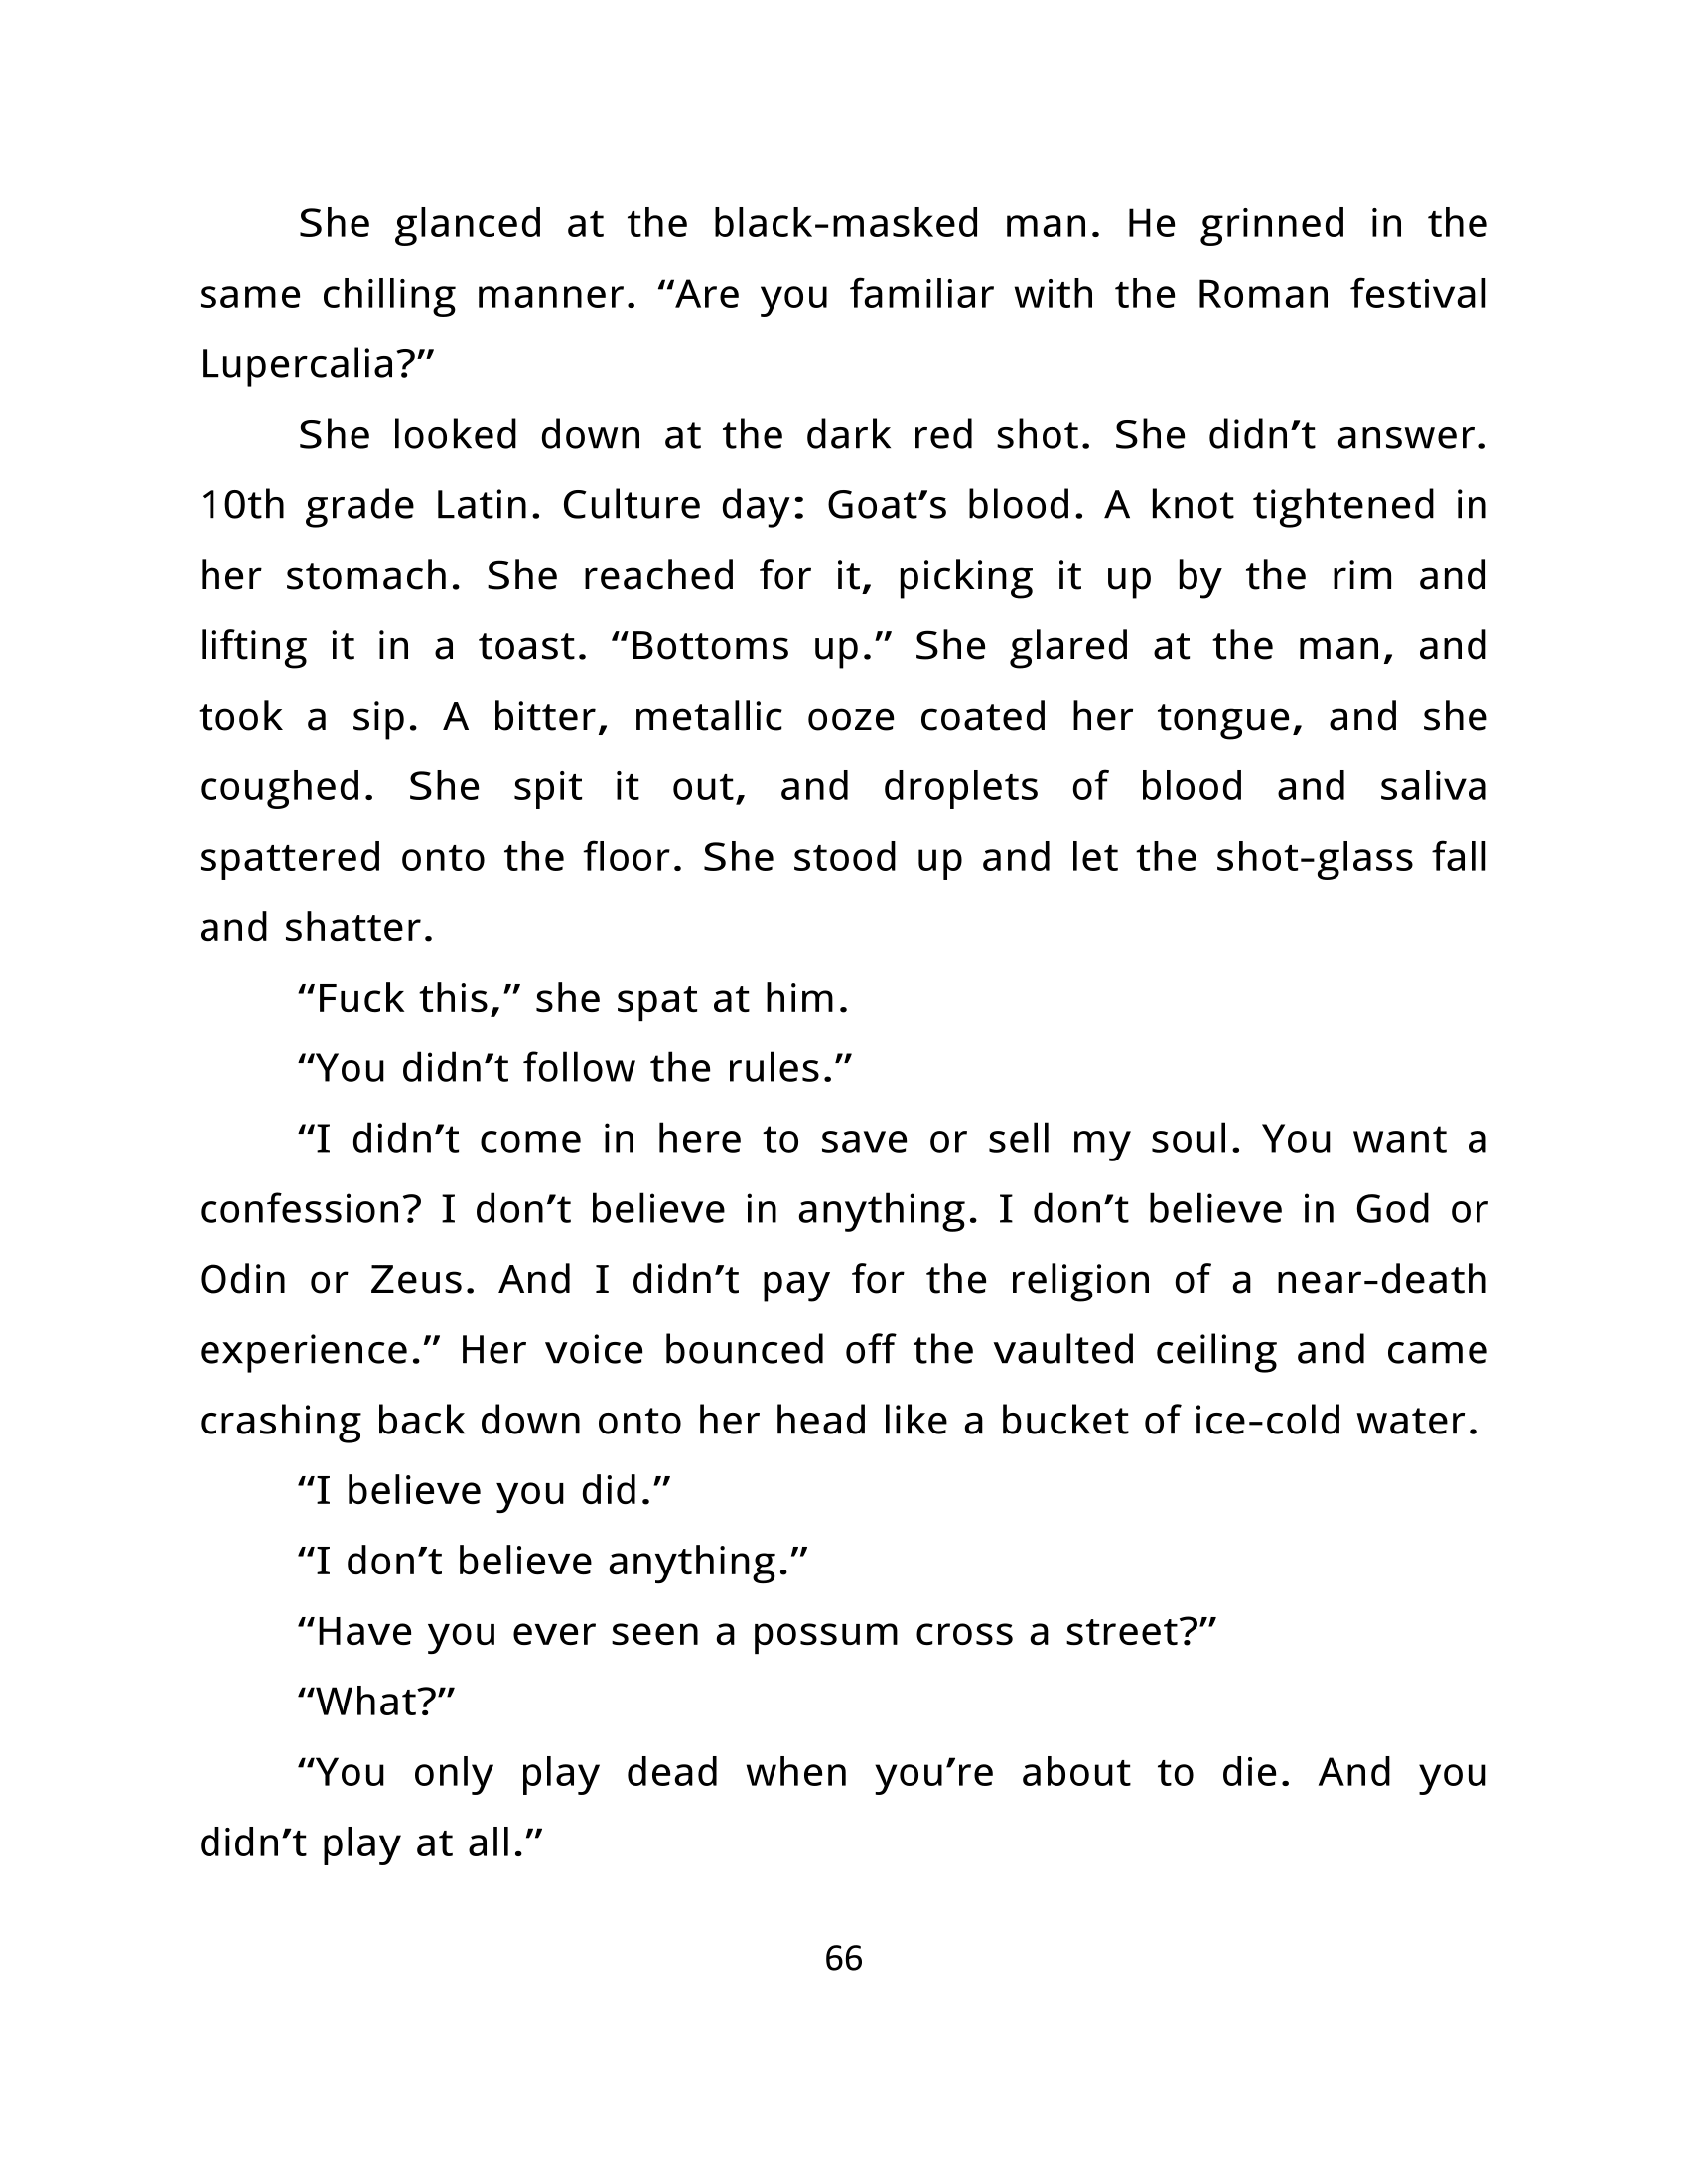 She glanced at the black-masked man. He grinned in the
same chilling manner. “Are you familiar with the Roman festival
Lupercalia?”
She looked down at the dark red shot. She didn’t answer.
10th grade Latin. Culture day: Goat’s blood. A knot tightened in
her stomach. She reached for it, picking it up by the rim and
lifting it in a toast. “Bottoms up.” She glared at the man, and
took a sip. A bitter, metallic ooze coated her tongue, and she
coughed. She spit it out, and droplets of blood and saliva
spattered onto the floor. She stood up and let the shot-glass fall
and shatter.
“Fuck this,” she spat at him.
“You didn’t follow the rules.”
“I didn’t come in here to save or sell my soul. You want a
confession? I don’t believe in anything. I don’t believe in God or
Odin or Zeus. And I didn’t pay for the religion of a near-death
experience.” Her voice bounced off the vaulted ceiling and came
crashing back down onto her head like a bucket of ice-cold water.
“I believe you did.”
“I don’t believe anything.”
“Have you ever seen a possum cross a street?”
“What?”
“You only play dead when you’re about to die. And you
didn’t play at all.”
66